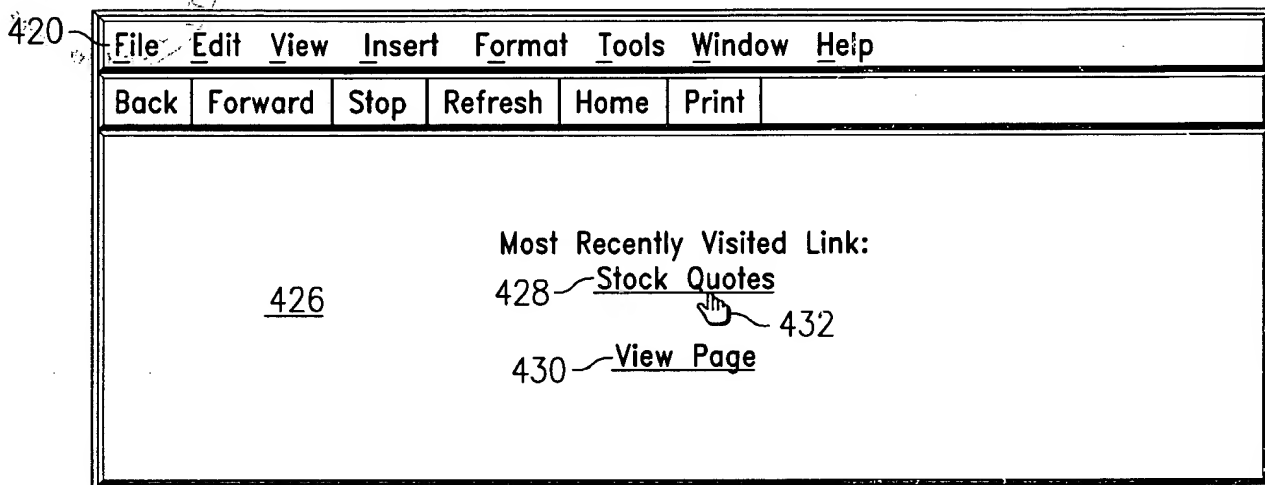 420 File Edit View Insert Format Tools Window Help
Back Forward Stop Refresh Home Print
Most Recently Visited Link:
428 Stock Quotes
426
432
430 View Page